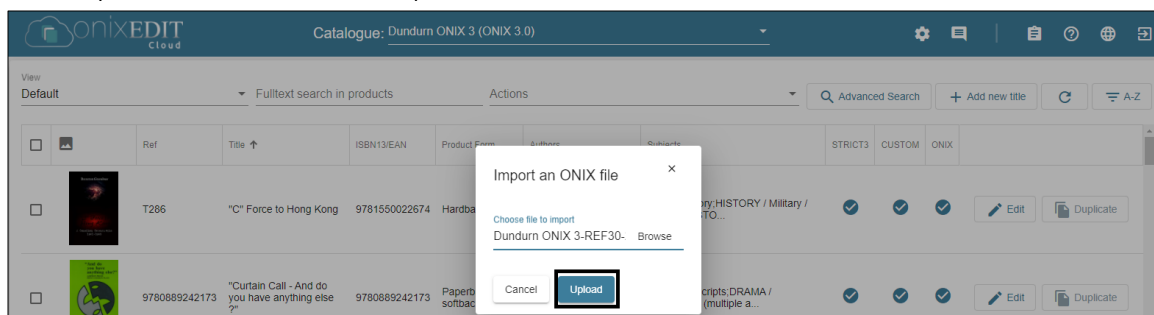 onixEDIT
Cloud
Catalogue: Dundurn ONIX 3 (ONIX 3.0)
View
Default
Fulltext search in products
Actions
Advanced Search
Add new title
A-Z
Ref
Title
ISBN13/EAN
Product Form
Authors
Subjects
STRICT3
CUSTOM
ONIX
T286
"C" Force to Hong Kong
9781550022674
Hardba
ory;HISTORY / Military /
STO...
Edit
Duplicate
Import an ONIX file
Choose file to import
Dundurn ONIX 3-REF30-
Browse
Cancel
Upload
9780889242173
"Curtain Call - And do
you have anything else
?"
9780889242173
Paperb
softbac
cripts;DRAMA /
(multiple a...
Edit
Duplicate